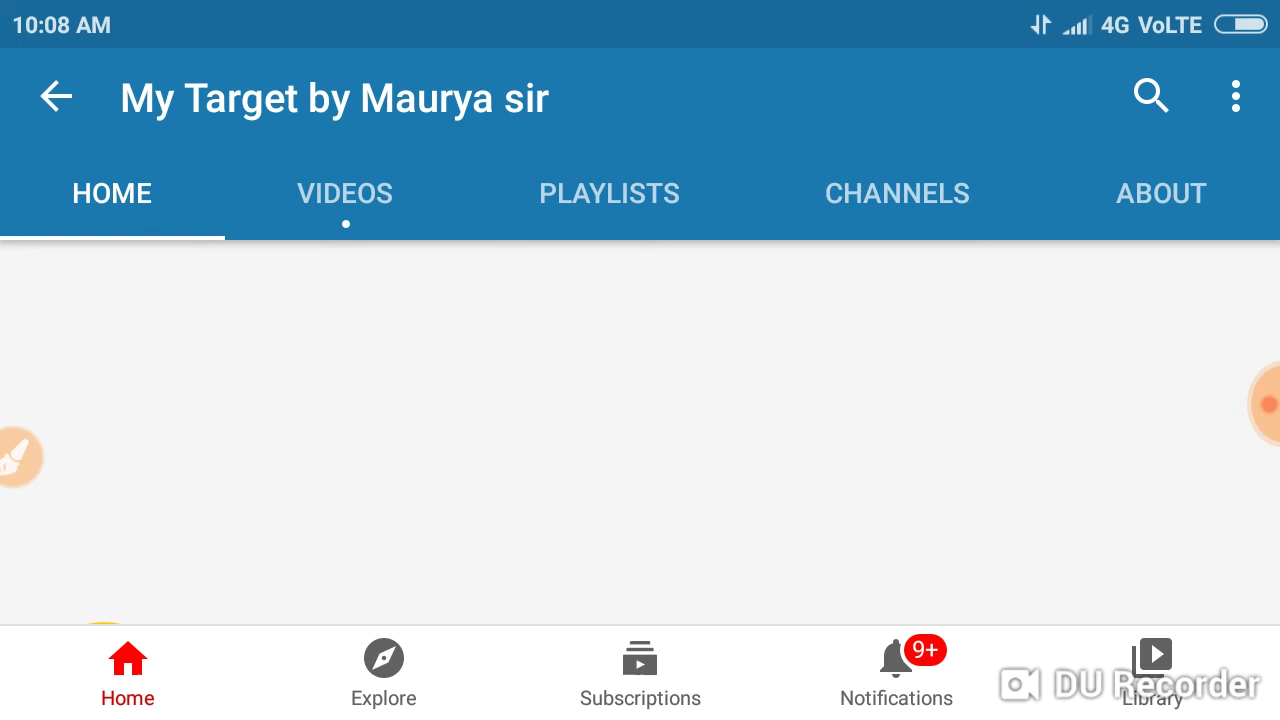 10:08 AM 4G VoLTE
My Target by Maurya sir
HOME VIDEOS PLAYLISTS CHANNELS ABOUT
Home Explore Subscriptions Notifications 9+ Library
DU Recorder